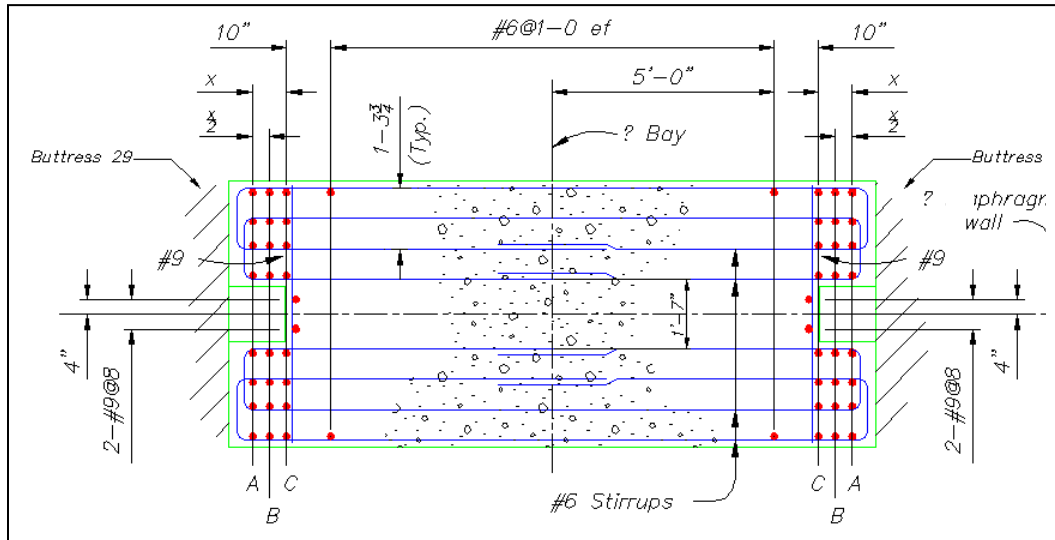 10" #6@1-0 ef 10"
x 5'-0" x
x/2 1-3¾ (Typ.) x/2
? Bay
Buttress 29 Buttress
? aphragm
wall
#9 #9
4" 2-#9@8 1'-7" 2-#9@8 4"
A C #6 Stirrups C A
B B